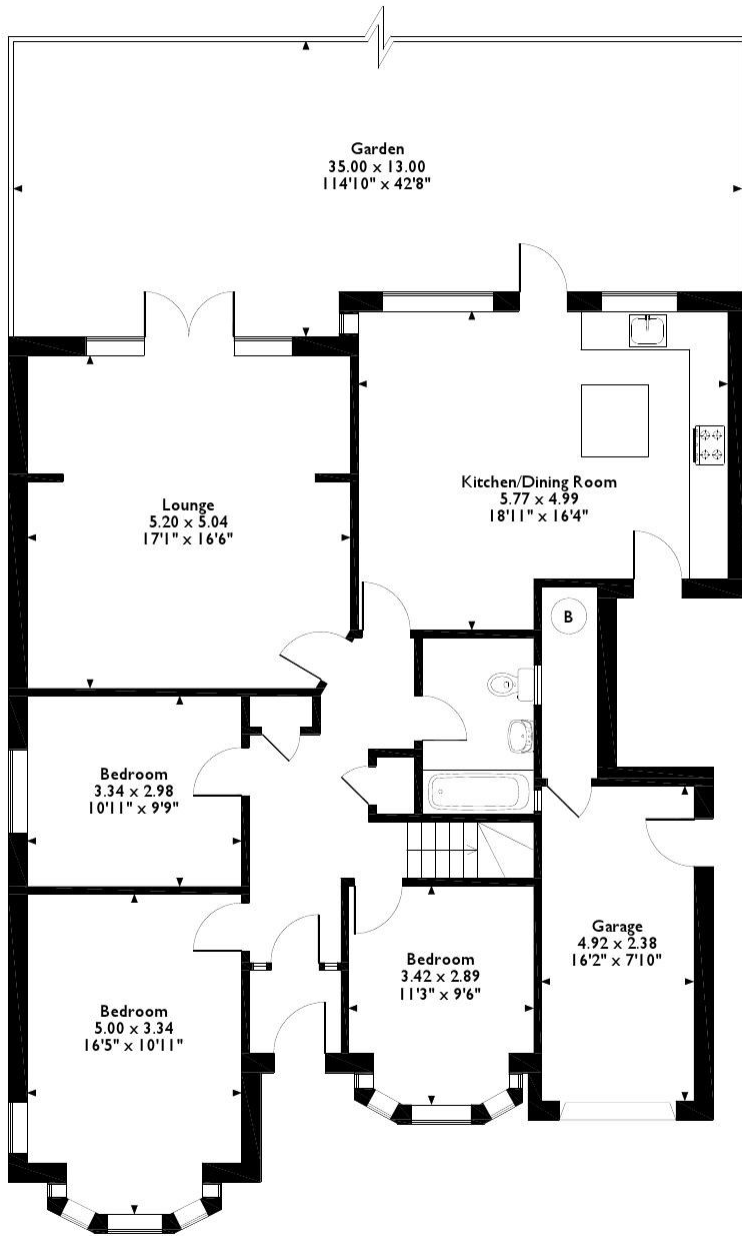 Garden
35.00 x 13.00
114'10" x 42'8"
Kitchen/Dining Room
5.77 x 4.99
18'11" x 16'4"
Lounge
5.20 x 5.04
17'1" x 16'6"
B
Bedroom
3.34 x 2.98
10'11" x 9'9"
Garage
4.92 x 2.38
16'2" x 7'10"
Bedroom
3.42 x 2.89
11'3" x 9'6"
Bedroom
5.00 x 3.34
16'5" x 10'11"